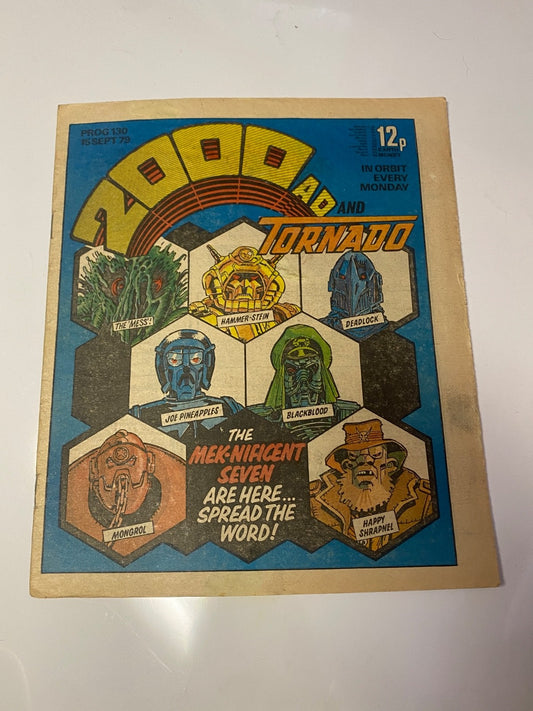 PROG 130
15 SEPT 79
2000 AD
AND
TORNADO
12p
IN ORBIT
EVERY
MONDAY
THE 'MESS'!
HAMMER-STEIN
DEADLOCK
JOE PINEAPPLES
BLACKBLOOD
THE
MEK-NIFICENT
SEVEN
ARE HERE...
SPREAD THE
WORD!
MONGROL
HAPPY
SHRAPNEL